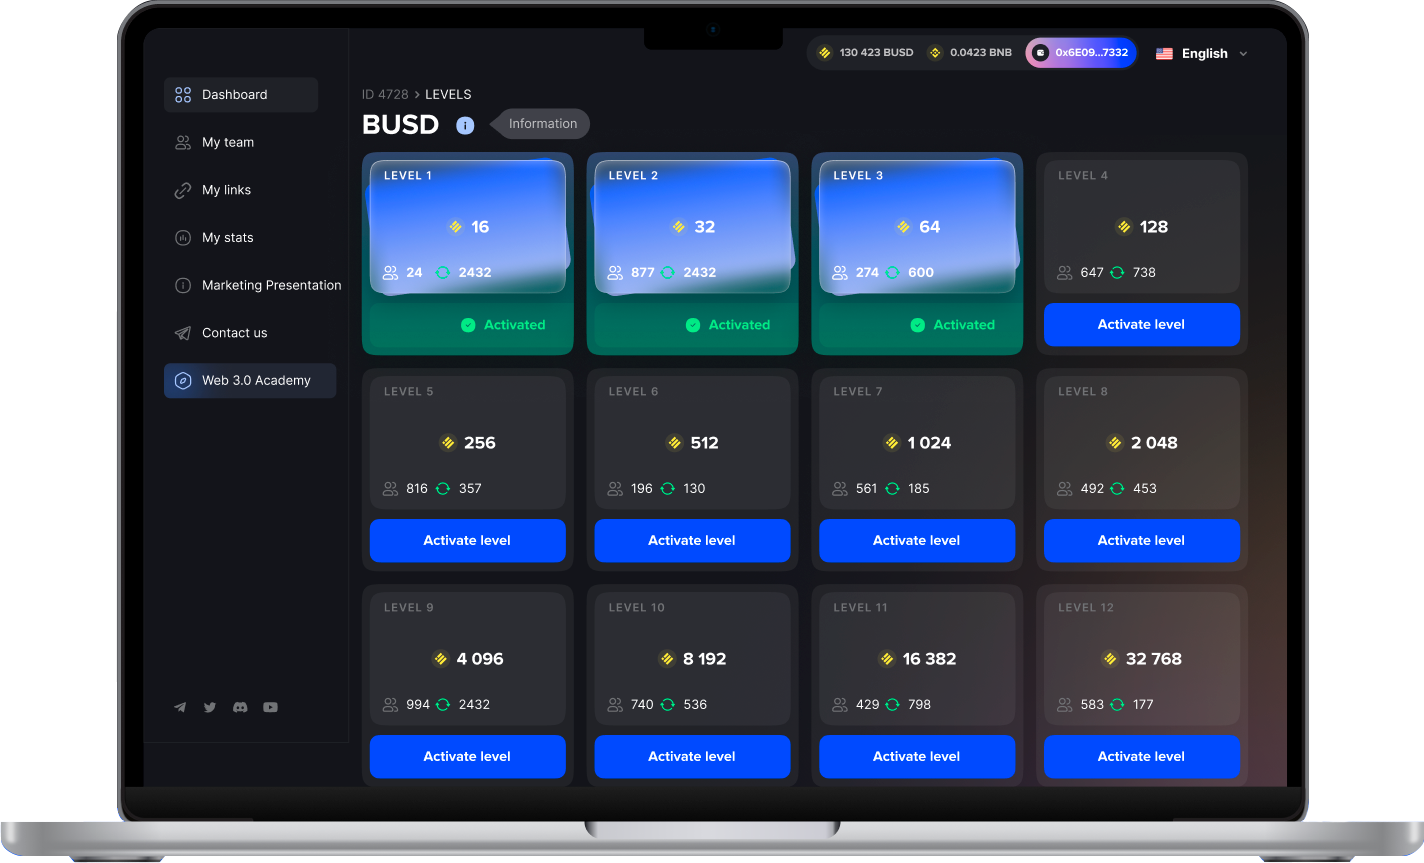 130 423 BUSD 0.0423 BNB 0x6E09...7332 English
Dashboard
My team
My links
My stats
Marketing Presentation
Contact us
Web 3.0 Academy
ID 4728 > LEVELS
BUSD i Information
LEVEL 1
16
24 2432
Activated
LEVEL 2
32
877 2432
Activated
LEVEL 3
64
274 600
Activated
LEVEL 4
128
647 738
Activate level
LEVEL 5
256
816 357
Activate level
LEVEL 6
512
196 130
Activate level
LEVEL 7
1 024
561 185
Activate level
LEVEL 8
2 048
492 453
Activate level
LEVEL 9
4 096
994 2432
Activate level
LEVEL 10
8 192
740 536
Activate level
LEVEL 11
16 382
429 798
Activate level
LEVEL 12
32 768
583 177
Activate level